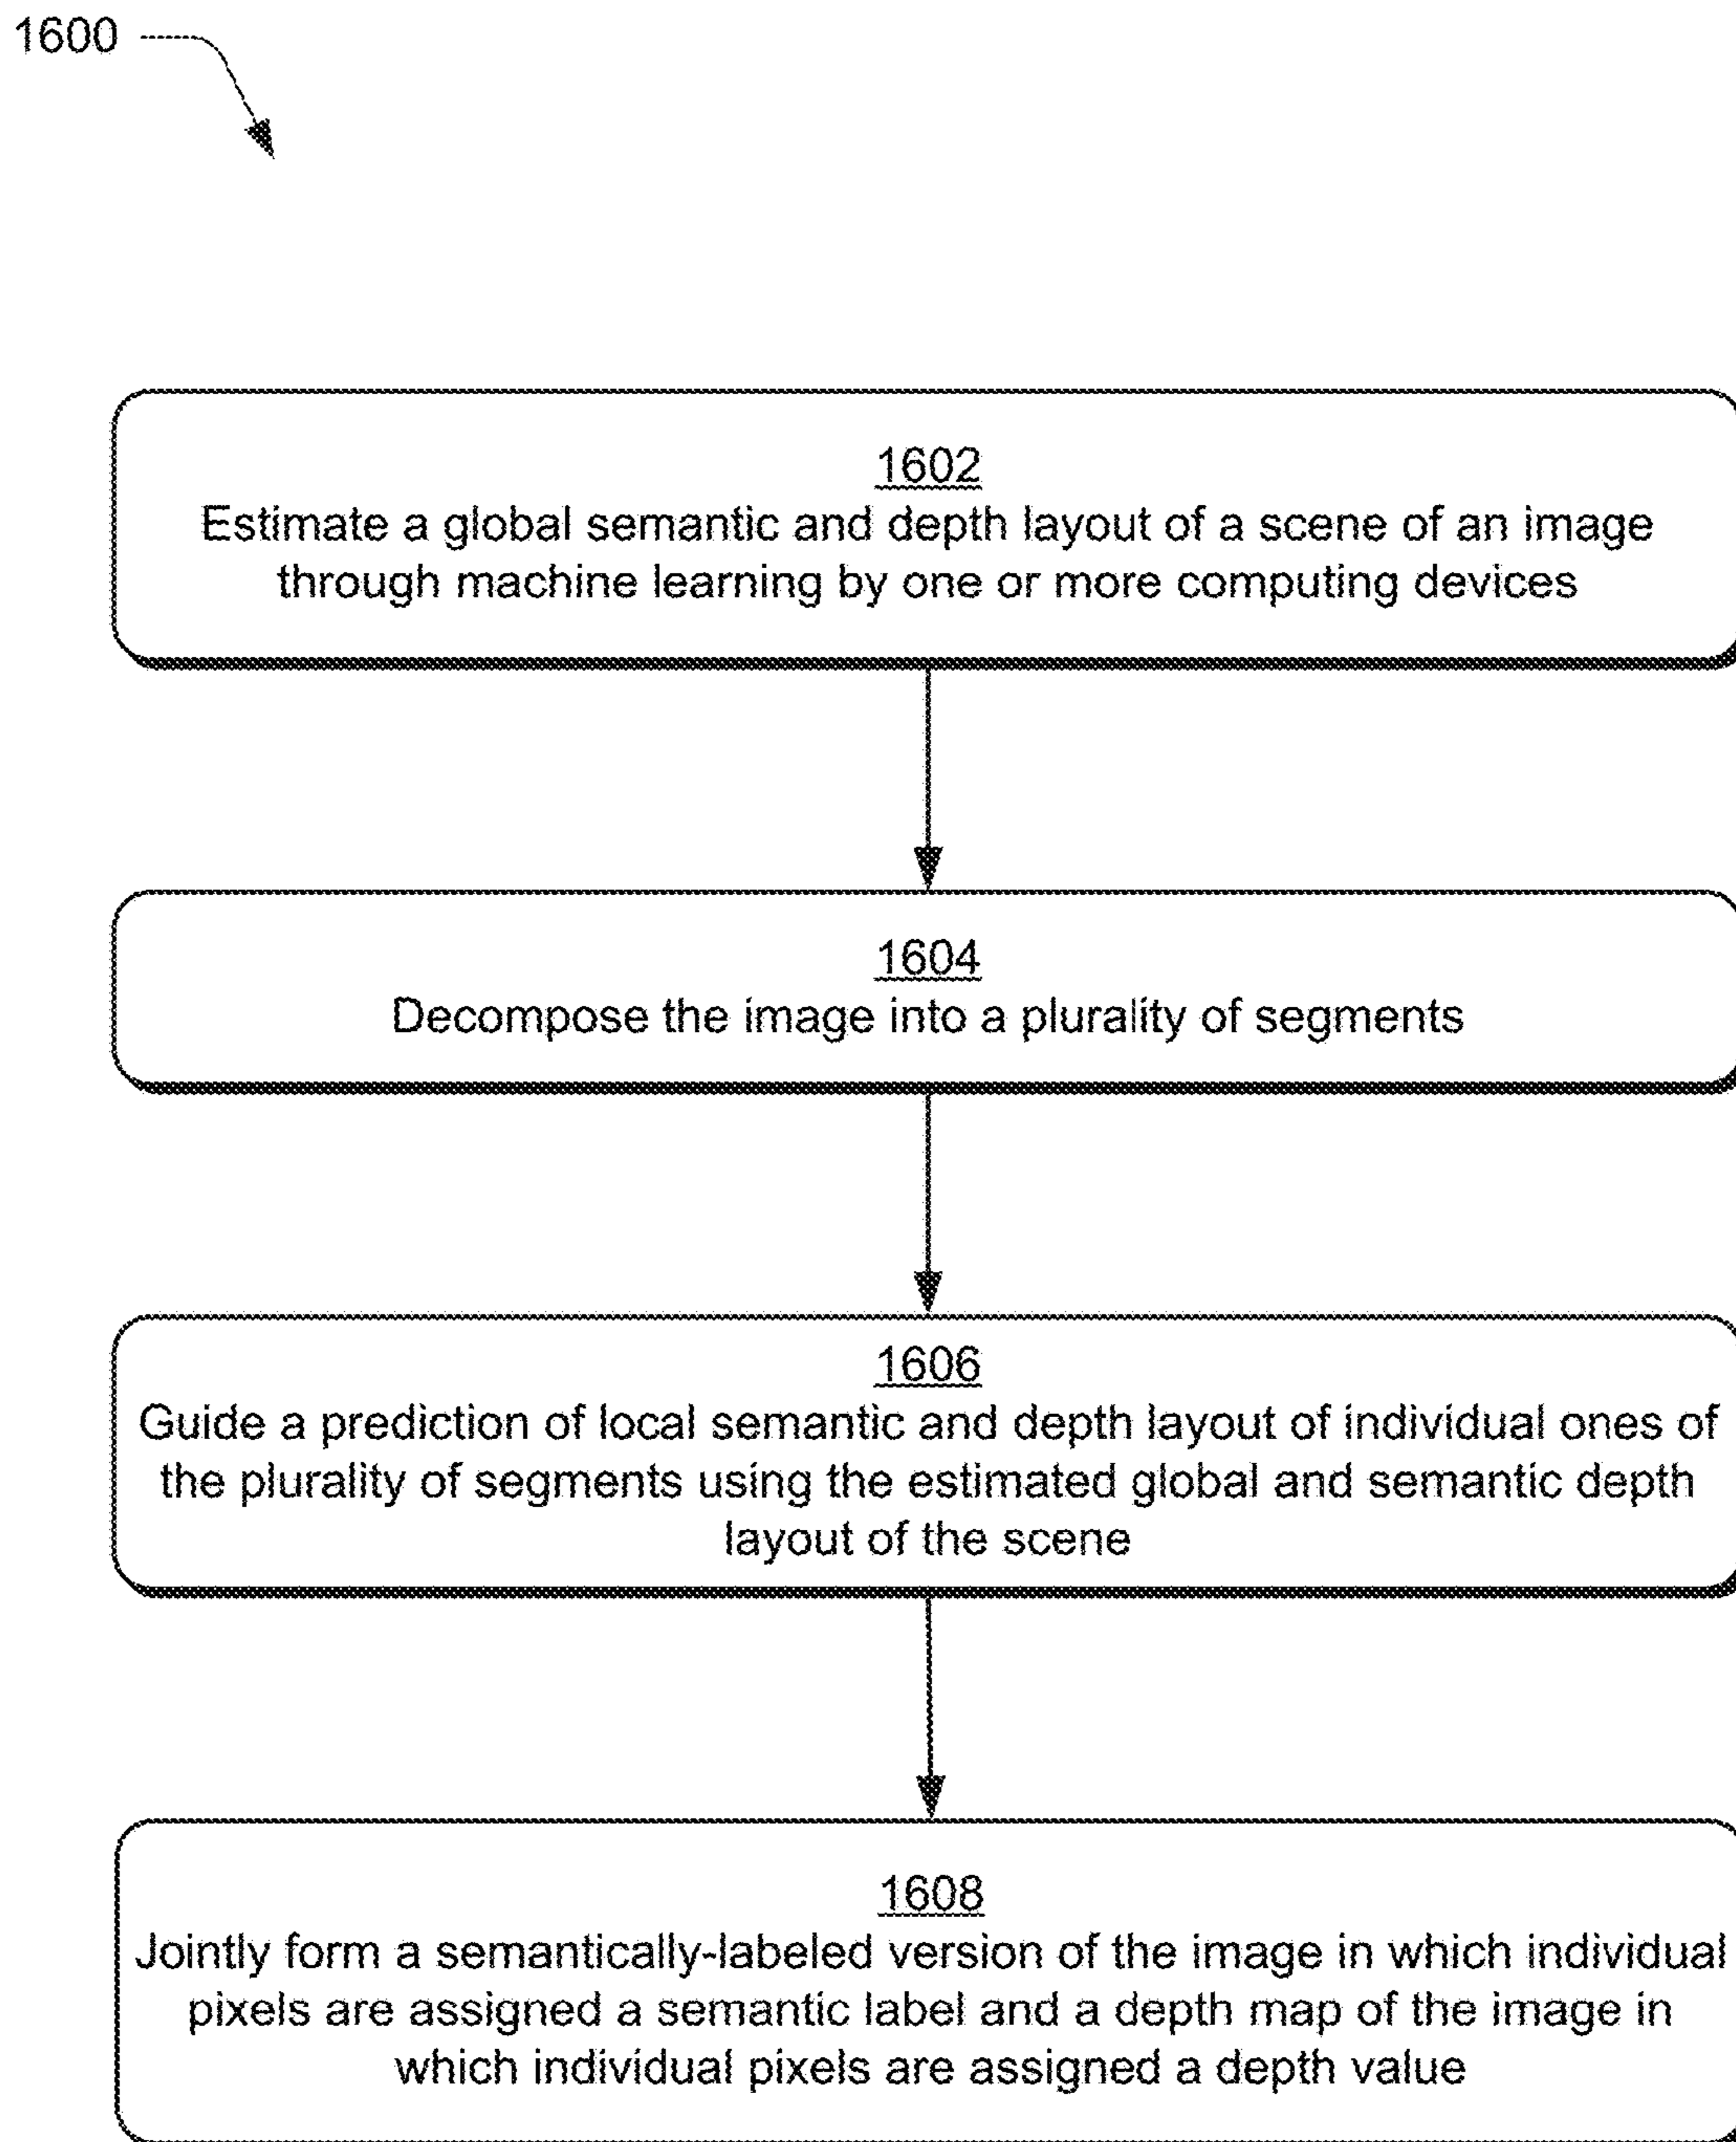 1600
1602
Estimate a global semantic and depth layout of a scene of an image
through machine learning by one or more computing devices
1604
Decompose the image into a plurality of segments
1606
Guide a prediction of local semantic and depth layout of individual ones of
the plurality of segments using the estimated global and semantic depth
layout of the scene
1608
Jointly form a semantically-labeled version of the image in which individual
pixels are assigned a semantic label and a depth map of the image in
which individual pixels are assigned a depth value